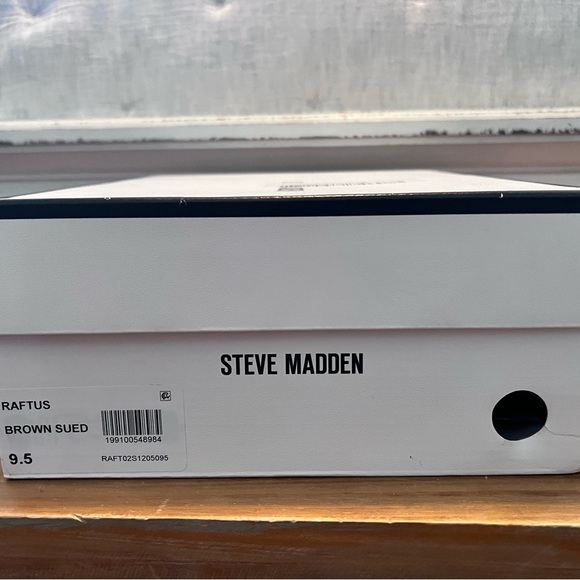 STEVE MADDEN
RAFTUS
BROWN SUED
199100548984
9.5
RAFT02S1205095